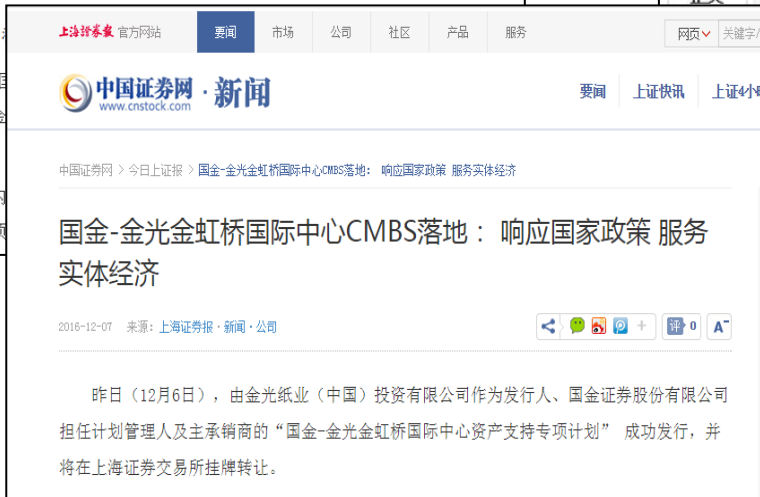 上海證券報 官方网站 要闻 市场 公司 社区 产品 服务 网页 关键字/
中国证券网·新闻 要闻 上证快讯 上证4小
www.cnstock.com
中国证券网 > 今日上证报 > 国金-金光金虹桥国际中心CMBS落地： 响应国家政策 服务实体经济
国金-金光金虹桥国际中心CMBS落地： 响应国家政策 服务
实体经济
2016-12-07 来源: 上海证券报·新闻·公司 评 0 A-
昨日（12月6日），由金光纸业（中国）投资有限公司作为发行人、国金证券股份有限公司
担任计划管理人及主承销商的“国金-金光金虹桥国际中心资产支持专项计划” 成功发行，并
将在上海证券交易所挂牌转让。